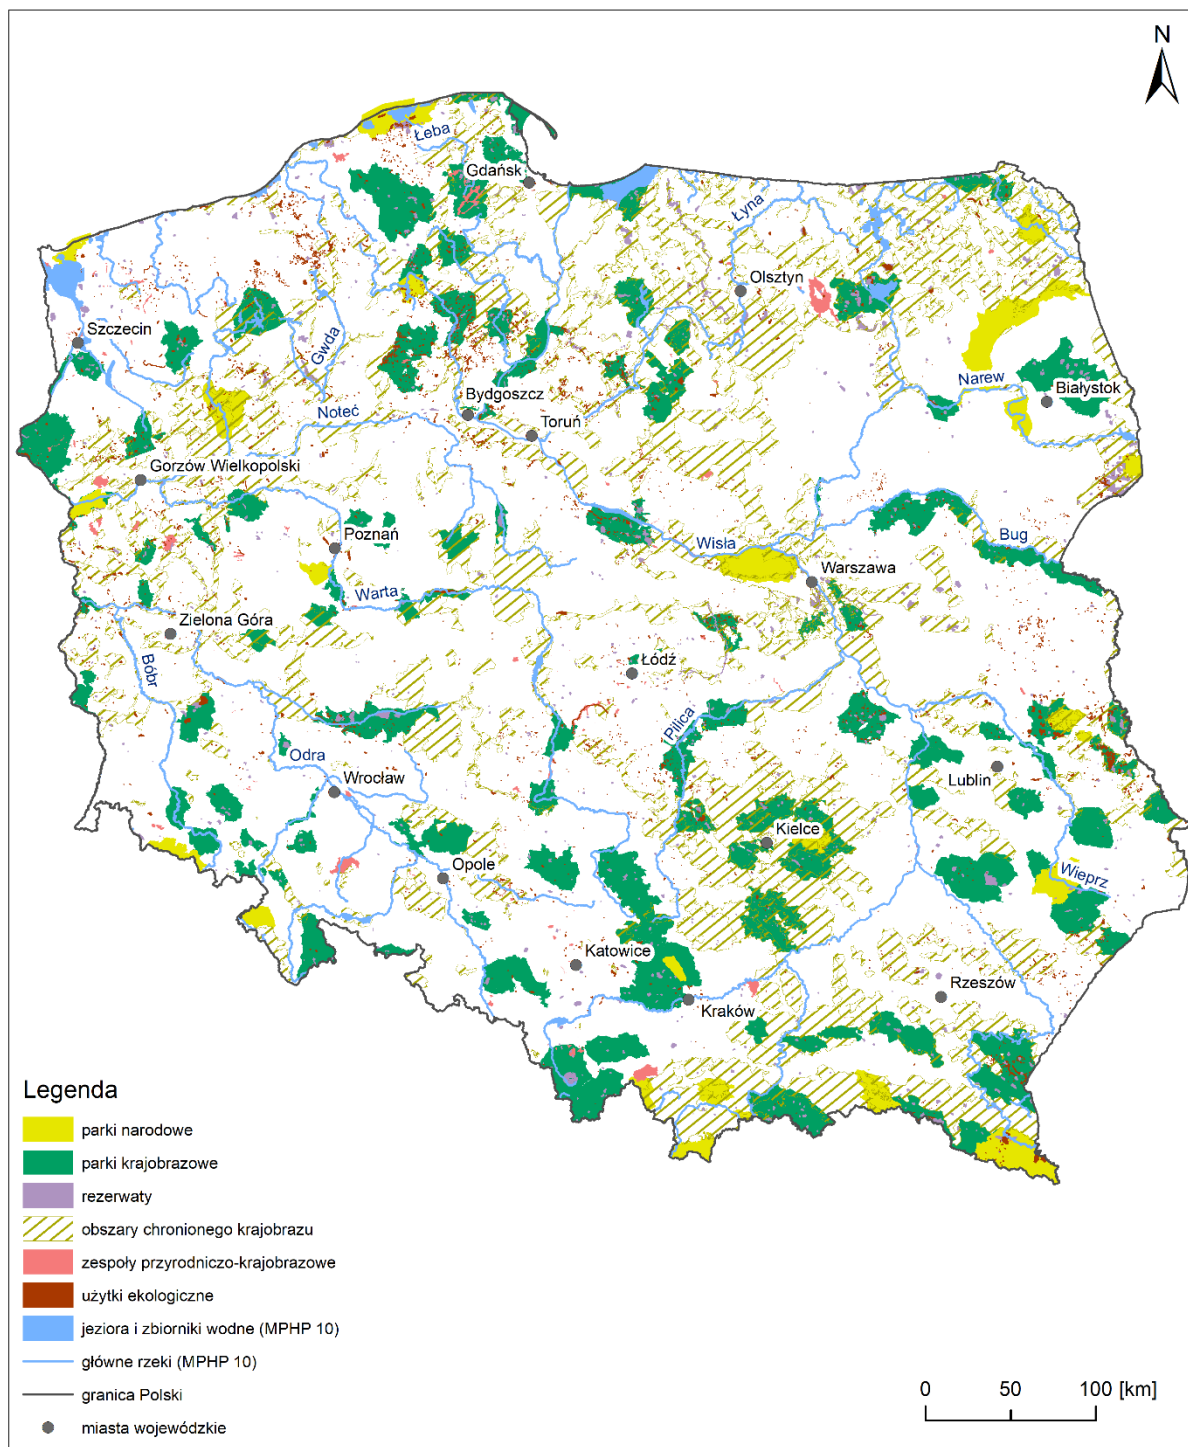 N
Łeba
Gdańsk
Łyna
Olsztyn
Szczecin
Gwda
Narew
Białystok
Bydgoszcz
Noteć
Toruń
Gorzów Wielkopolski
Poznań
Wisła
Bug
Warszawa
Warta
Zielona Góra
Bóbr
Łódź
Pilica
Odra
Wrocław
Lublin
Kielce
Opole
Wieprz
Katowice
Rzeszów
Kraków
Legenda
parki narodowe
parki krajobrazowe
rezerwaty
obszary chronionego krajobrazu
zespoły przyrodniczo-krajobrazowe
użytki ekologiczne
jeziora i zbiorniki wodne (MPHP 10)
główne rzeki (MPHP 10)
granica Polski
miasta wojewódzkie
0 50 100 [km]